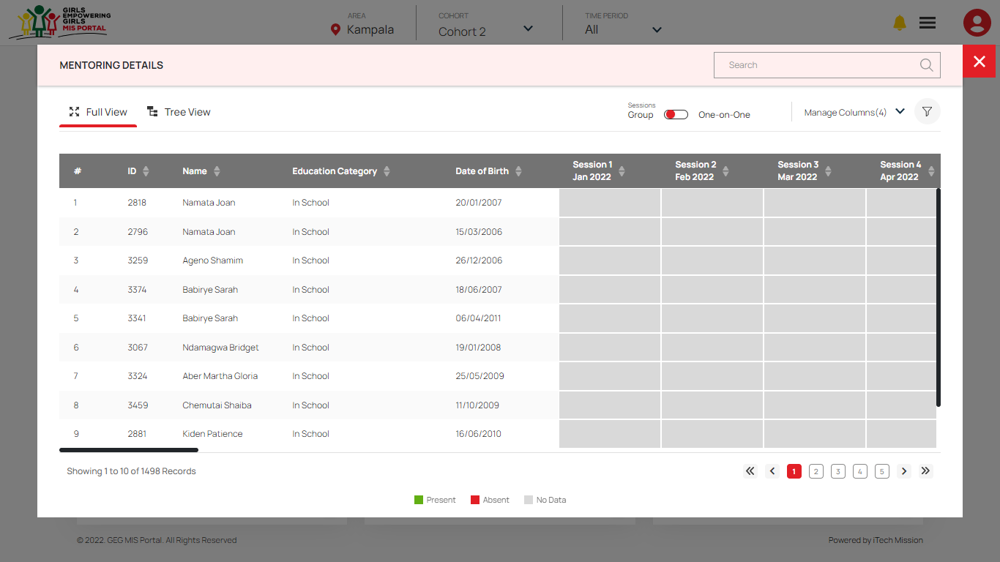 GIRLS
EMPOWERING
GIRLS
MIS PORTAL
AREA
Kampala
COHORT
Cohort 2
TIME PERIOD
All
MENTORING DETAILS
Search
Full View
Tree View
Sessions
Group
One-on-One
Manage Columns(4)
# ID Name Education Category Date of Birth Session 1 Jan 2022 Session 2 Feb 2022 Session 3 Mar 2022 Session 4 Apr 2022
1 2818 Namata Joan In School 20/01/2007
2 2796 Namata Joan In School 15/03/2006
3 3259 Ageno Shamim In School 26/12/2006
4 3374 Babirye Sarah In School 18/06/2007
5 3341 Babirye Sarah In School 06/04/2011
6 3067 Ndamagwa Bridget In School 19/01/2008
7 3324 Aber Martha Gloria In School 25/05/2009
8 3459 Chemutai Shaiba In School 11/10/2009
9 2881 Kiden Patience In School 16/06/2010
Showing 1 to 10 of 1498 Records
1 2 3 4 5
Present Absent No Data
© 2022. GEG MIS Portal. All Rights Reserved
Powered by iTech Mission